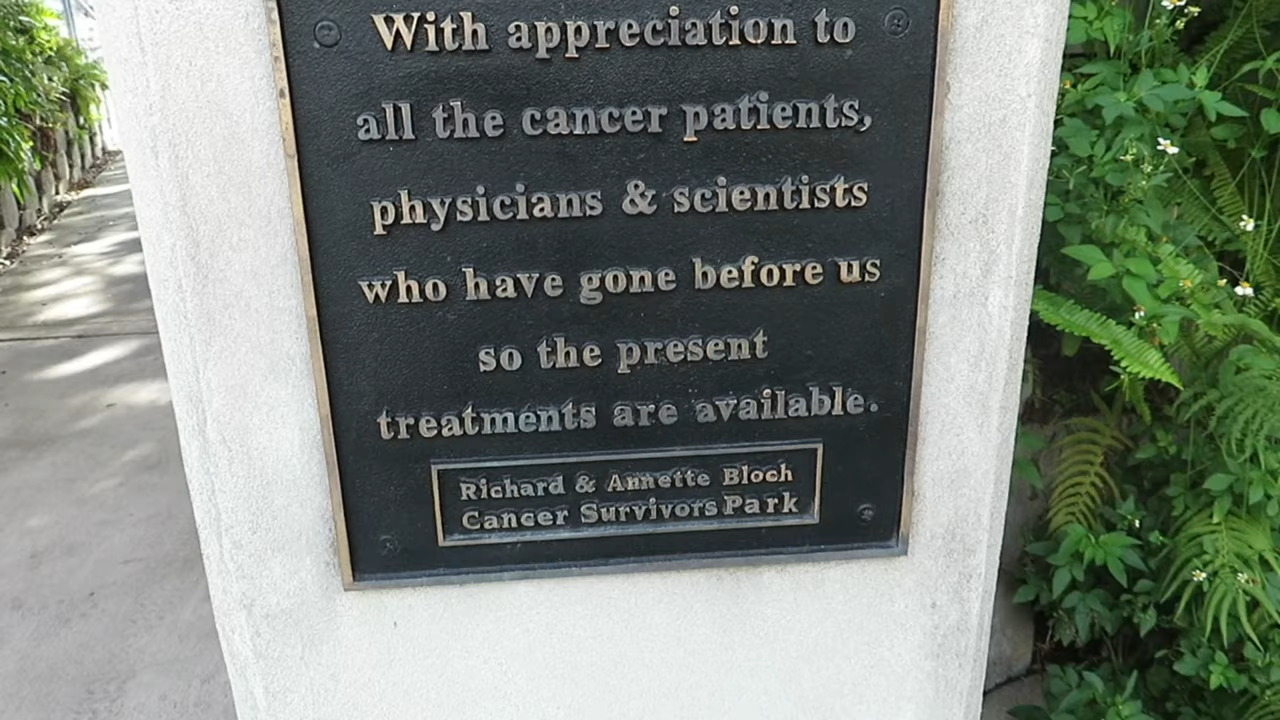 With appreciation to
all the cancer patients,
physicians & scientists
who have gone before us
so the present
treatments are available.
Richard & Annette Bloch
Cancer Survivors Park